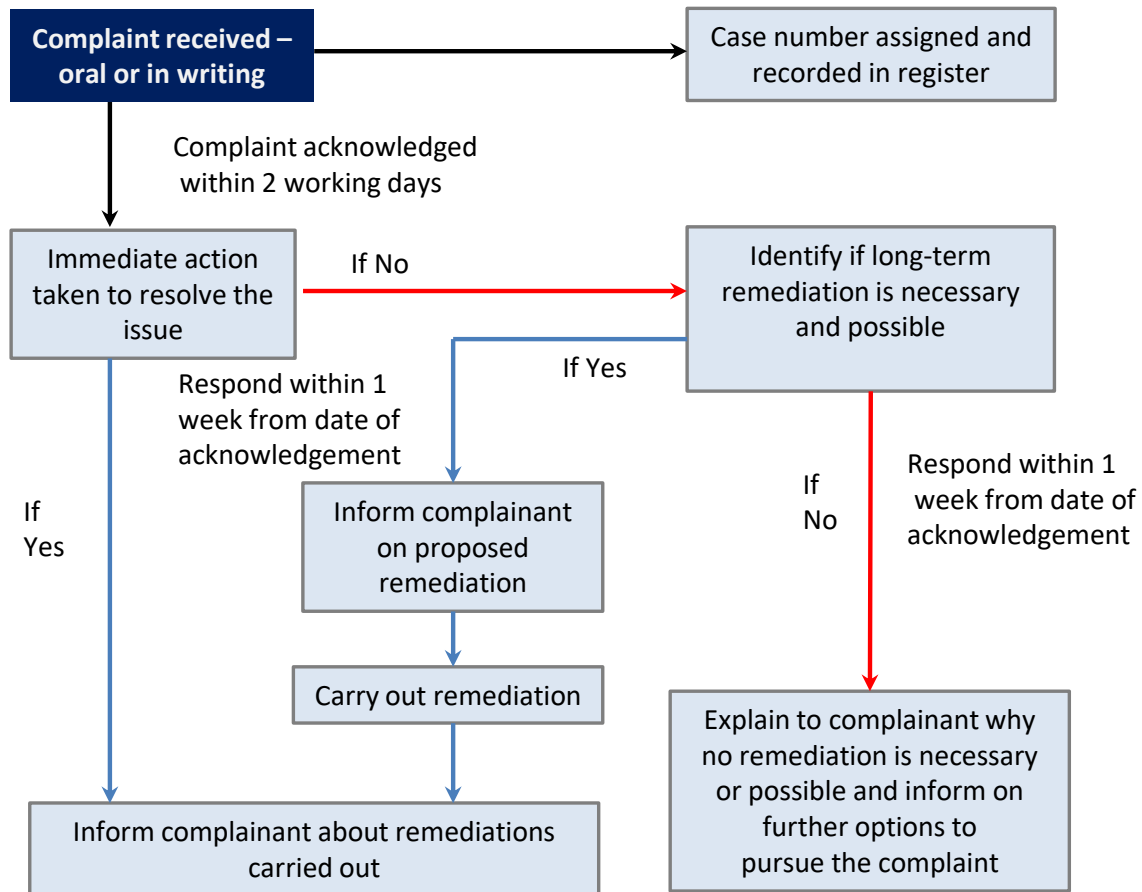 Complaint received –
oral or in writing
Case number assigned and
recorded in register
Complaint acknowledged
within 2 working days
Immediate action
taken to resolve the
issue
If No
Identify if long-term
remediation is necessary
and possible
If Yes
Respond within 1
week from date of
acknowledgement
If
Yes
Inform complainant
on proposed
remediation
If
No
Respond within 1
week from date of
acknowledgement
Carry out remediation
Explain to complainant why
no remediation is necessary
or possible and inform on
further options to
pursue the complaint
Inform complainant about remediations
carried out